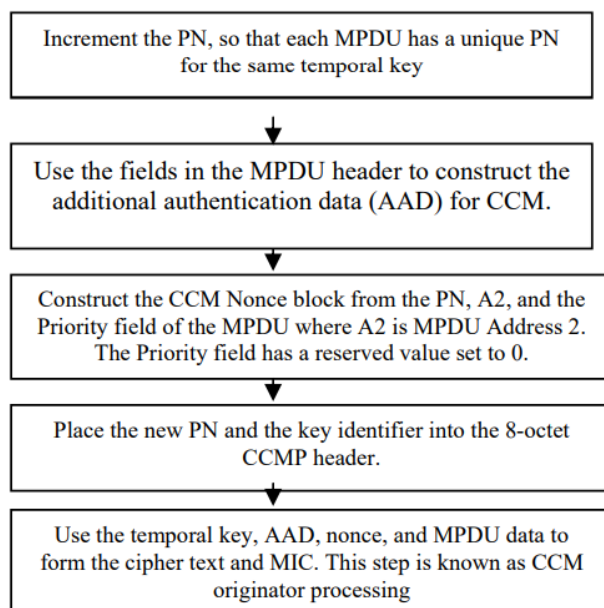 Increment the PN, so that each MPDU has a unique PN
for the same temporal key
Use the fields in the MPDU header to construct the
additional authentication data (AAD) for CCM.
Construct the CCM Nonce block from the PN, A2, and the
Priority field of the MPDU where A2 is MPDU Address 2.
The Priority field has a reserved value set to 0.
Place the new PN and the key identifier into the 8-octet
CCMP header.
Use the temporal key, AAD, nonce, and MPDU data to
form the cipher text and MIC. This step is known as CCM
originator processing